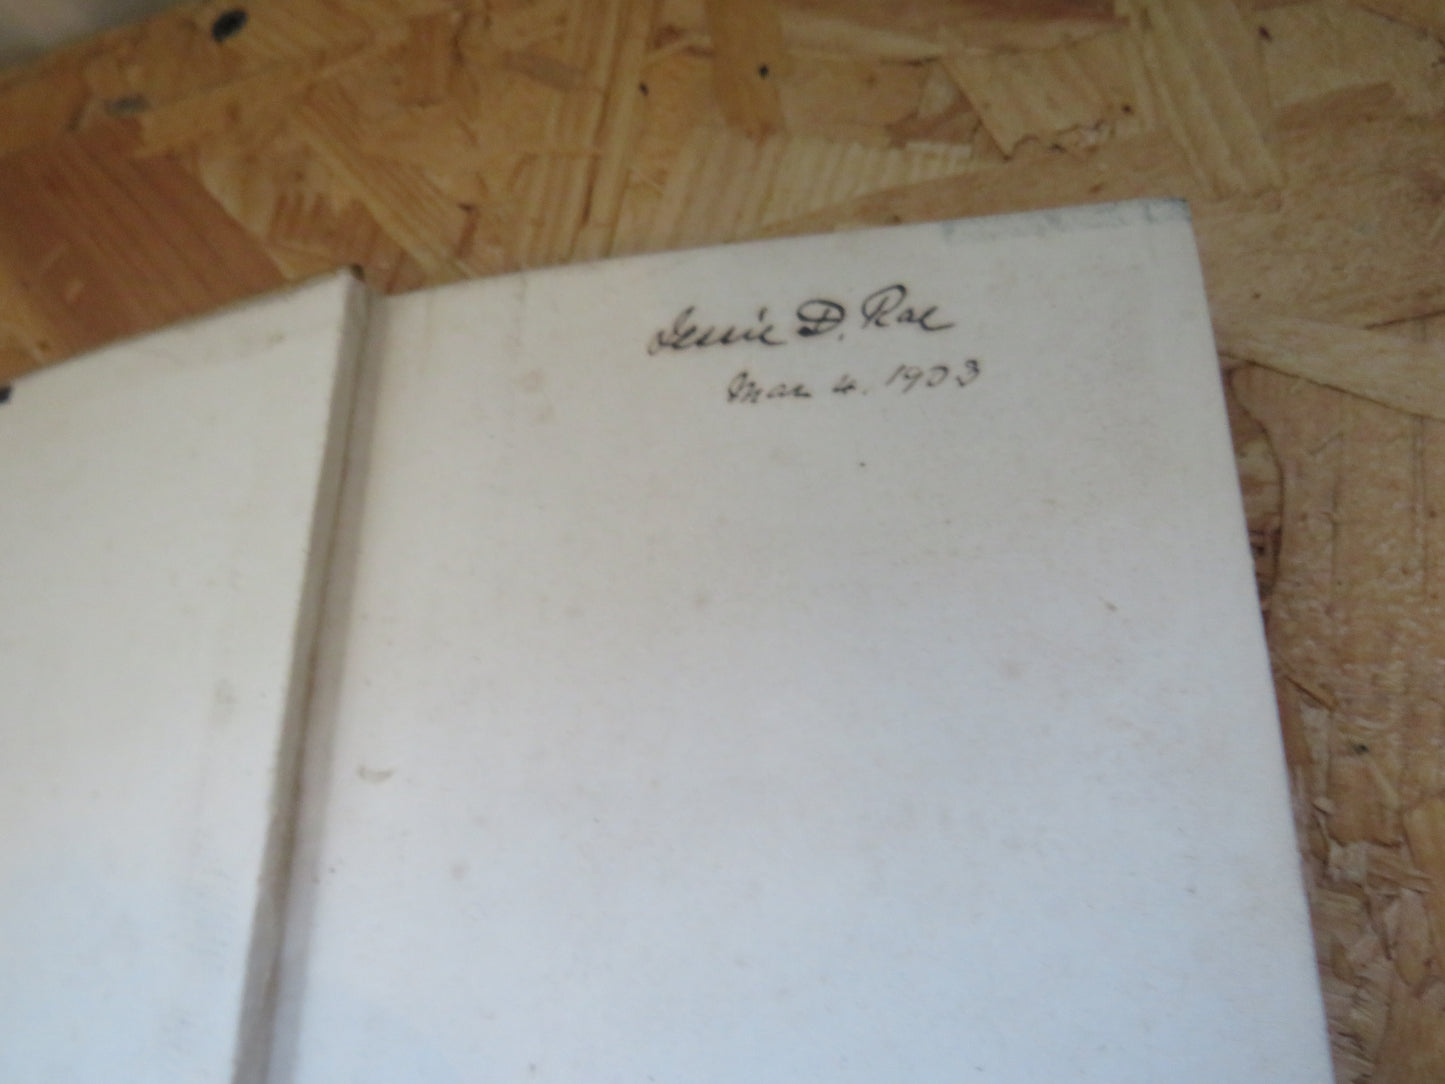 Jessie D. Rae
Mar 4. 1903